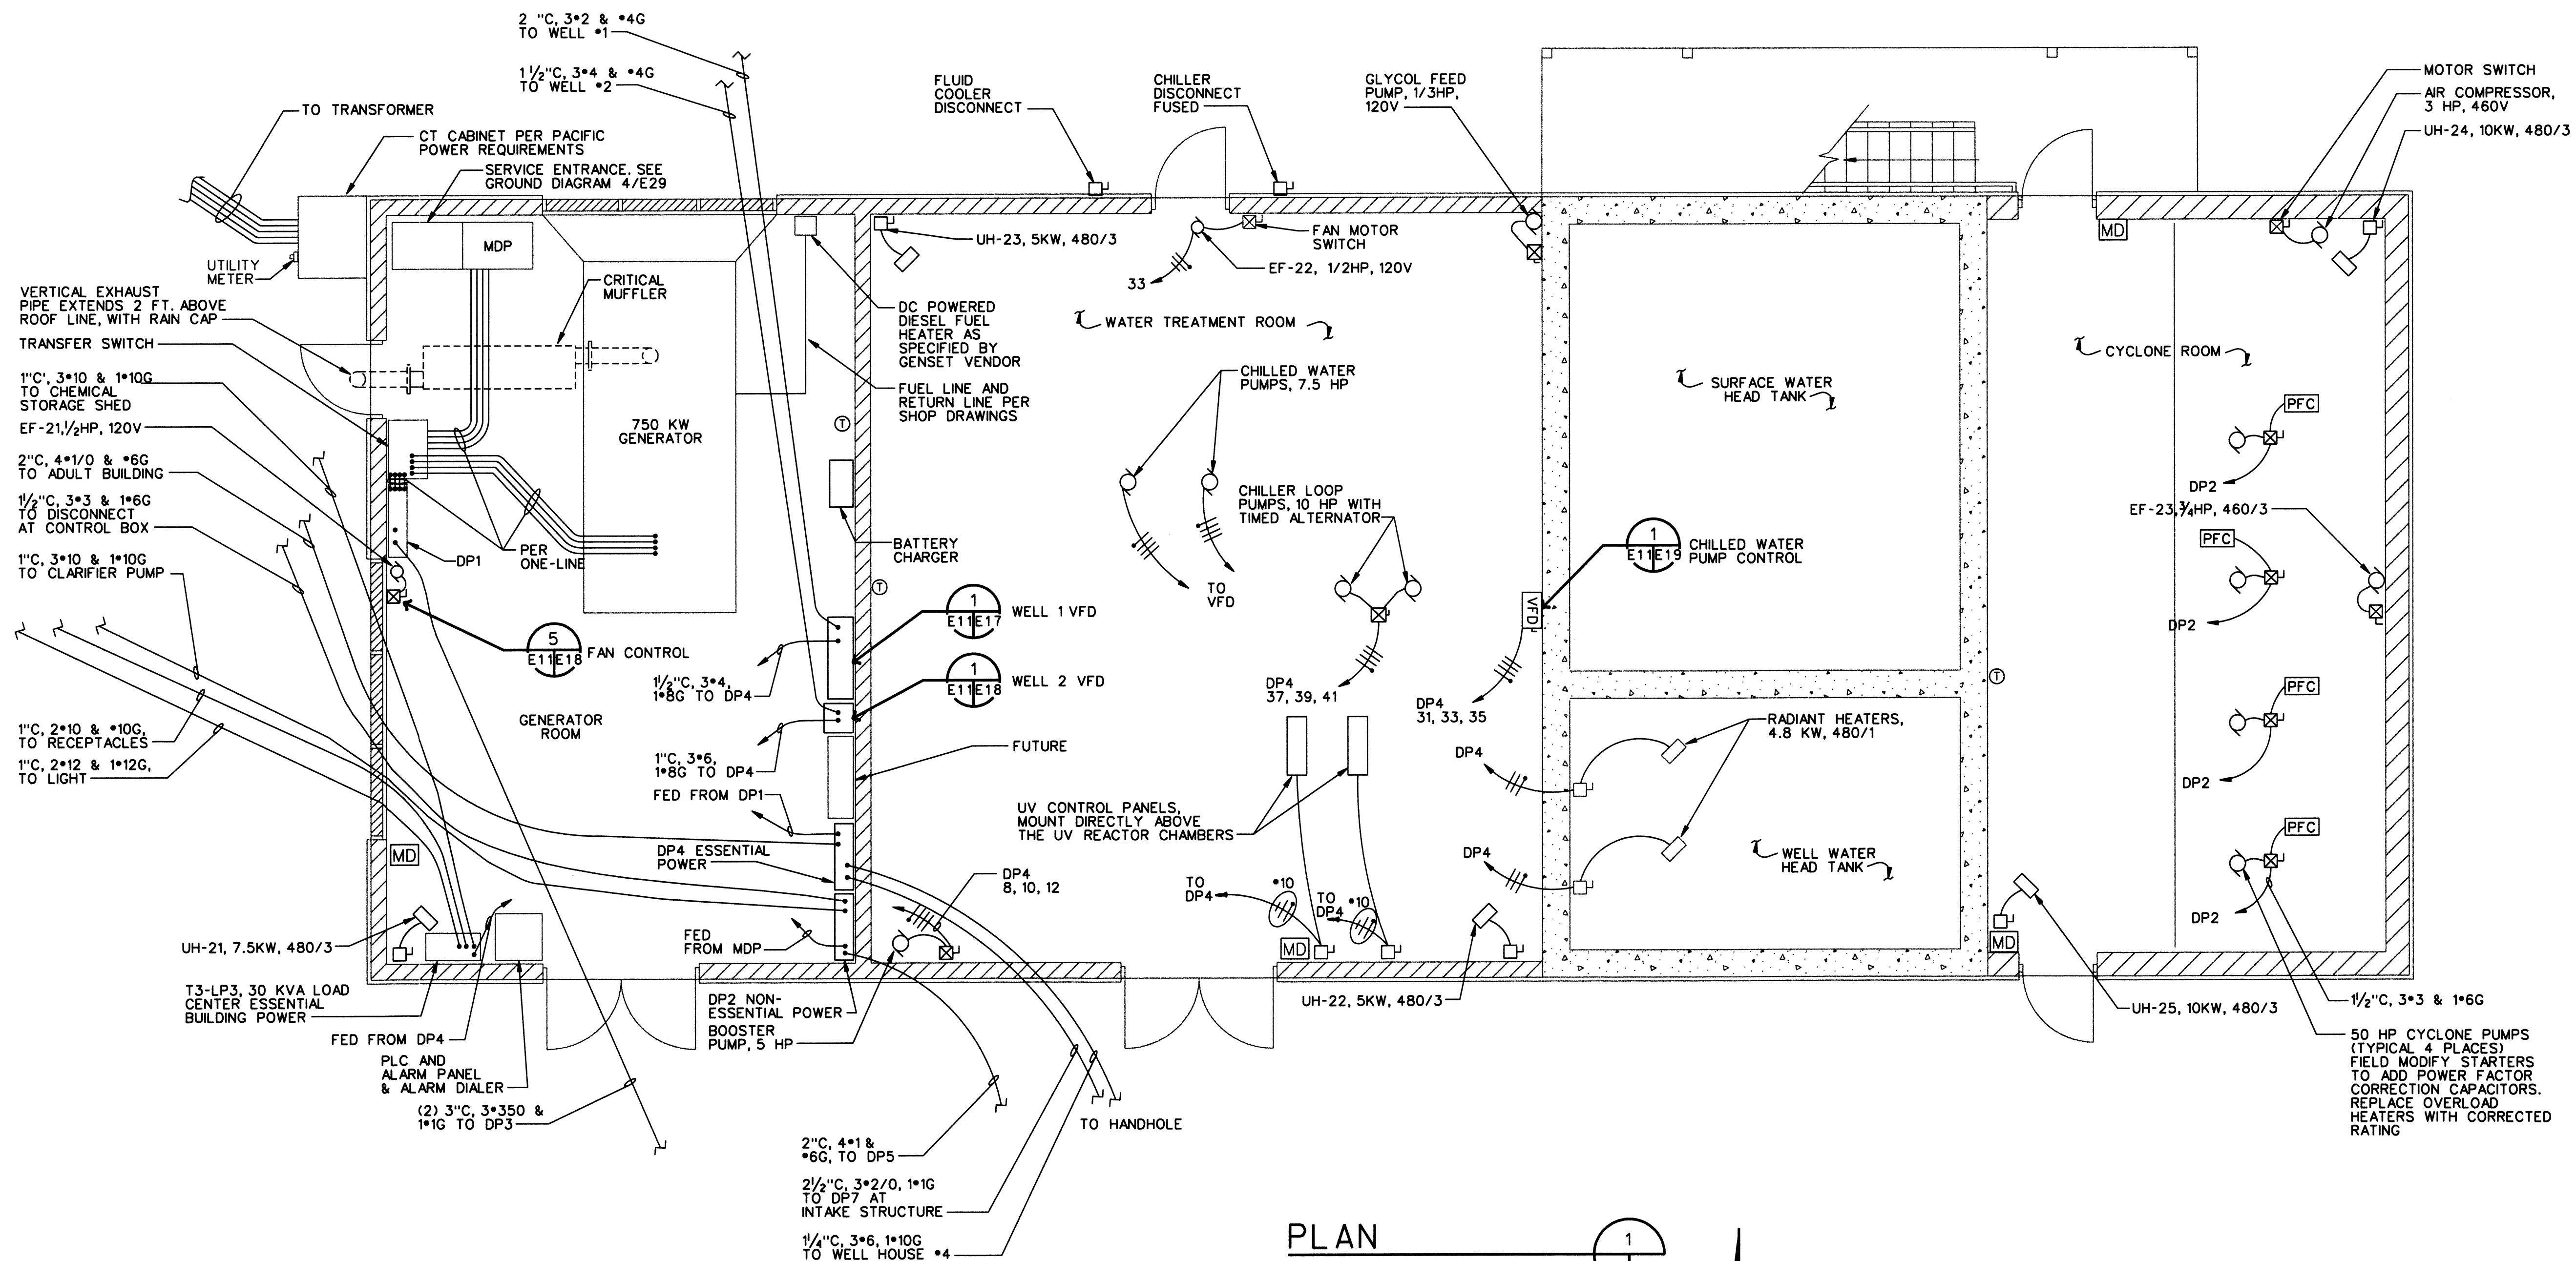 2 "C, 3•2 & •4G
TO WELL •1
1 1/2"C, 3•4 & •4G
TO WELL •2
TO TRANSFORMER
CT CABINET PER PACIFIC
POWER REQUIREMENTS
SERVICE ENTRANCE. SEE
GROUND DIAGRAM 4/E29
MDP
UTILITY
METER
VERTICAL EXHAUST
PIPE EXTENDS 2 FT. ABOVE
ROOF LINE, WITH RAIN CAP
TRANSFER SWITCH
1"C', 3•10 & 1•10G
TO CHEMICAL
STORAGE SHED
EF-21,1/2HP, 120V
2"C, 4•1/0 & •6G
TO ADULT BUILDING
1 1/2"C, 3•3 & 1•6G
TO DISCONNECT
AT CONTROL BOX
1"C, 3•10 & 1•10G
TO CLARIFIER PUMP
1"C, 2•10 & •10G,
TO RECEPTACLES
1"C, 2•12 & 1•12G,
TO LIGHT
CRITICAL
MUFFLER
750 KW
GENERATOR
DP1
PER
ONE-LINE
5
E11 E18
FAN CONTROL
GENERATOR
ROOM
MD
UH-21, 7.5KW, 480/3
T3-LP3, 30 KVA LOAD
CENTER ESSENTIAL
BUILDING POWER
FED FROM DP4
PLC AND
ALARM PANEL
& ALARM DIALER
(2) 3"C, 3•350 &
1•1G TO DP3
FLUID
COOLER
DISCONNECT
CHILLER
DISCONNECT
FUSED
GLYCOL FEED
PUMP, 1/3HP,
120V
UH-23, 5KW, 480/3
FAN MOTOR
SWITCH
EF-22, 1/2HP, 120V
33
DC POWERED
DIESEL FUEL
HEATER AS
SPECIFIED BY
GENSET VENDOR
FUEL LINE AND
RETURN LINE PER
SHOP DRAWINGS
T
BATTERY
CHARGER
T
WATER TREATMENT ROOM
CHILLED WATER
PUMPS, 7.5 HP
CHILLER LOOP
PUMPS, 10 HP WITH
TIMED ALTERNATOR
TO
VFD
1
E11 E17
WELL 1 VFD
1
E11 E18
WELL 2 VFD
1 1/2"C, 3•4,
1•8G TO DP4
1"C, 3•6,
1•8G TO DP4
FUTURE
FED FROM DP1
DP4 ESSENTIAL
POWER
FED
FROM MDP
DP2 NON-
ESSENTIAL POWER
BOOSTER
PUMP, 5 HP
DP4
8, 10, 12
2"C, 4•1 &
•6G, TO DP5
2 1/2"C, 3•2/0, 1•1G
TO DP7 AT
INTAKE STRUCTURE
1 1/4"C, 3•6, 1•10G
TO WELL HOUSE •4
TO HANDHOLE
DP4
37, 39, 41
VFD
DP4
31, 33, 35
1
E11 E19
CHILLED WATER
PUMP CONTROL
UV CONTROL PANELS,
MOUNT DIRECTLY ABOVE
THE UV REACTOR CHAMBERS
TO
DP4
•10
TO
DP4
•10
MD
UH-22, 5KW, 480/3
DP4
DP4
SURFACE WATER
HEAD TANK
RADIANT HEATERS,
4.8 KW, 480/1
WELL WATER
HEAD TANK
T
MOTOR SWITCH
AIR COMPRESSOR,
3 HP, 460V
UH-24, 10KW, 480/3
MD
CYCLONE ROOM
PFC
DP2
EF-23,3/4HP, 460/3
PFC
DP2
PFC
DP2
PFC
DP2
MD
UH-25, 10KW, 480/3
1 1/2"C, 3•3 & 1•6G
50 HP CYCLONE PUMPS
(TYPICAL 4 PLACES)
FIELD MODIFY STARTERS
TO ADD POWER FACTOR
CORRECTION CAPACITORS.
REPLACE OVERLOAD
HEATERS WITH CORRECTED
RATING
PLAN
1